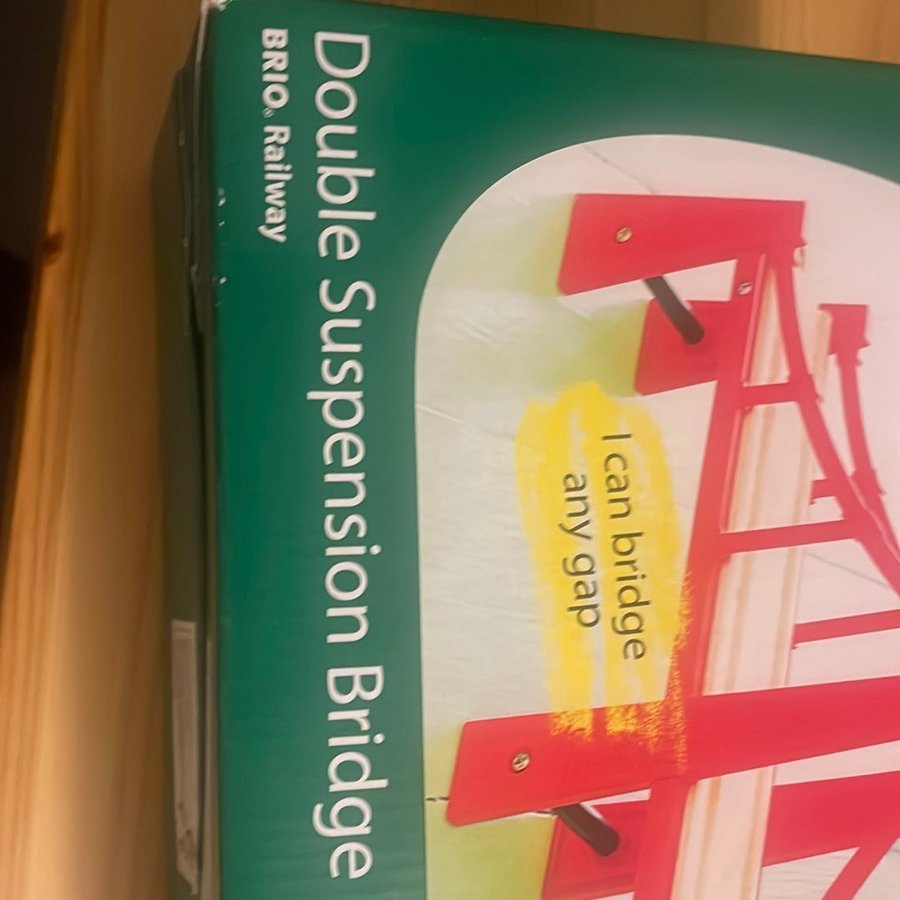 BRIO® Railway
Double Suspension Bridge
I can bridge
any gap